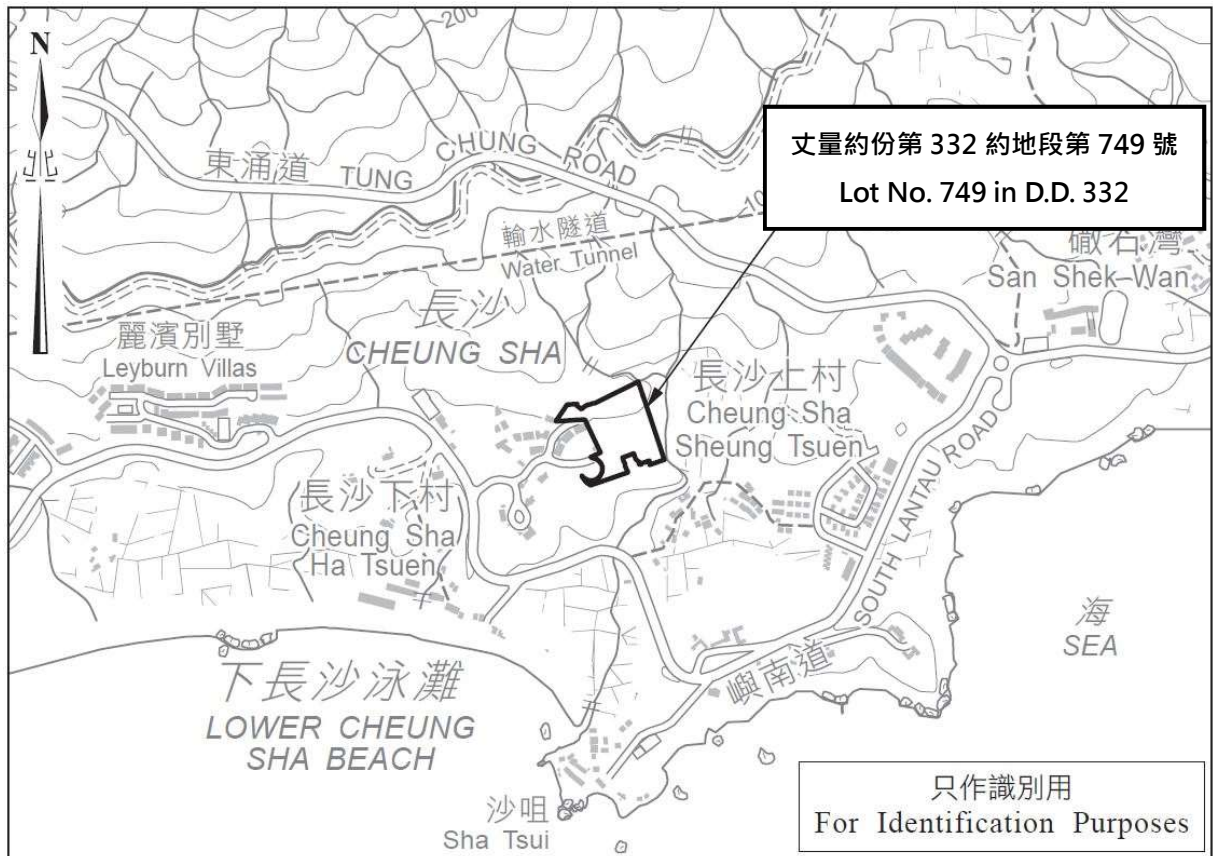 N
200
丈量約份第 332 約地段第 749 號
Lot No. 749 in D.D. 332
東涌道 TUNG CHUNG ROAD
輸水隧道
Water Tunnel
磡石灣
San Shek Wan
長沙
CHEUNG SHA
麗濱別墅
Leyburn Villas
長沙上村
Cheung Sha
Sheung Tsuen
長沙下村
Cheung Sha
Ha Tsuen
SOUTH LANTAU ROAD
嶼南道
海
SEA
下長沙泳灘
LOWER CHEUNG
SHA BEACH
沙咀
Sha Tsui
只作識別用
For Identification Purposes